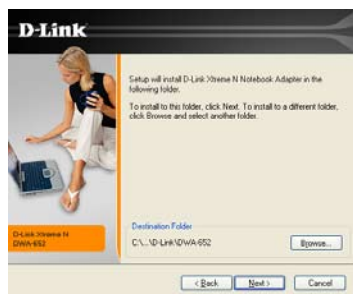 D-Link
Setup will install D-Link Xtreme N Notebook Adapter in the
following folder.
To install to this folder, click Next. To install to a different folder,
click Browse and select another folder.
D-Link Xtreme N
DWA-652
Destination Folder
C:\...\D-Link\DWA-652
Browse...
< Back
Next >
Cancel